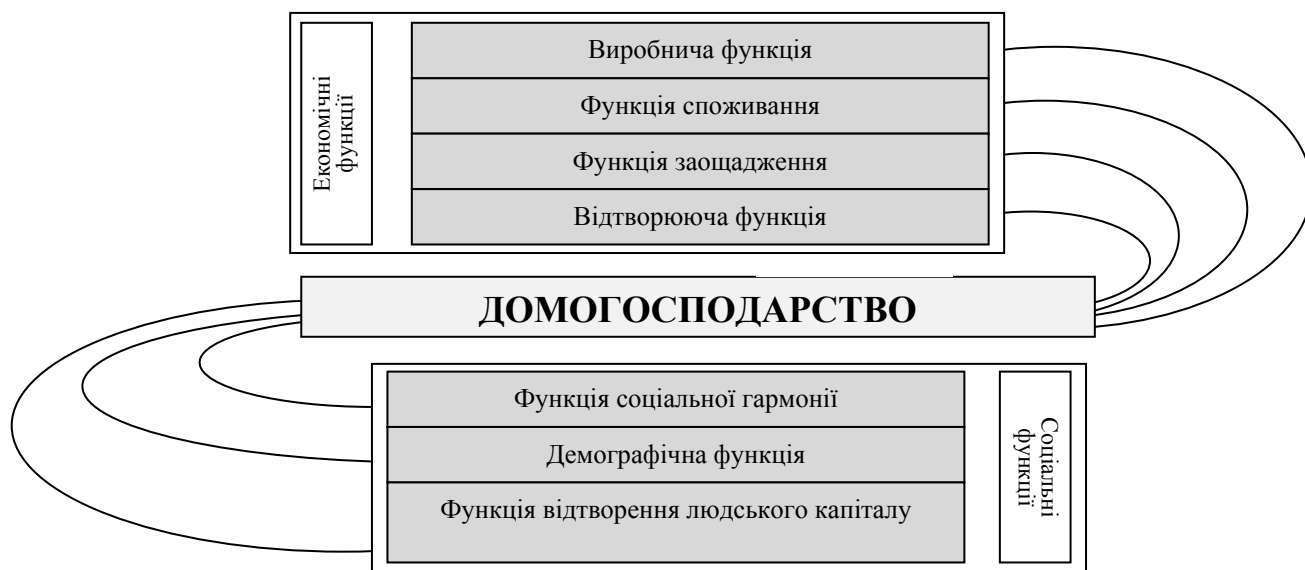 Економічні
функції
Виробнича функція
Функція споживання
Функція заощадження
Відтворююча функція
ДОМОГОСПОДАРСТВО
Функція соціальної гармонії
Демографічна функція
Функція відтворення людського капіталу
Соціальні
функції